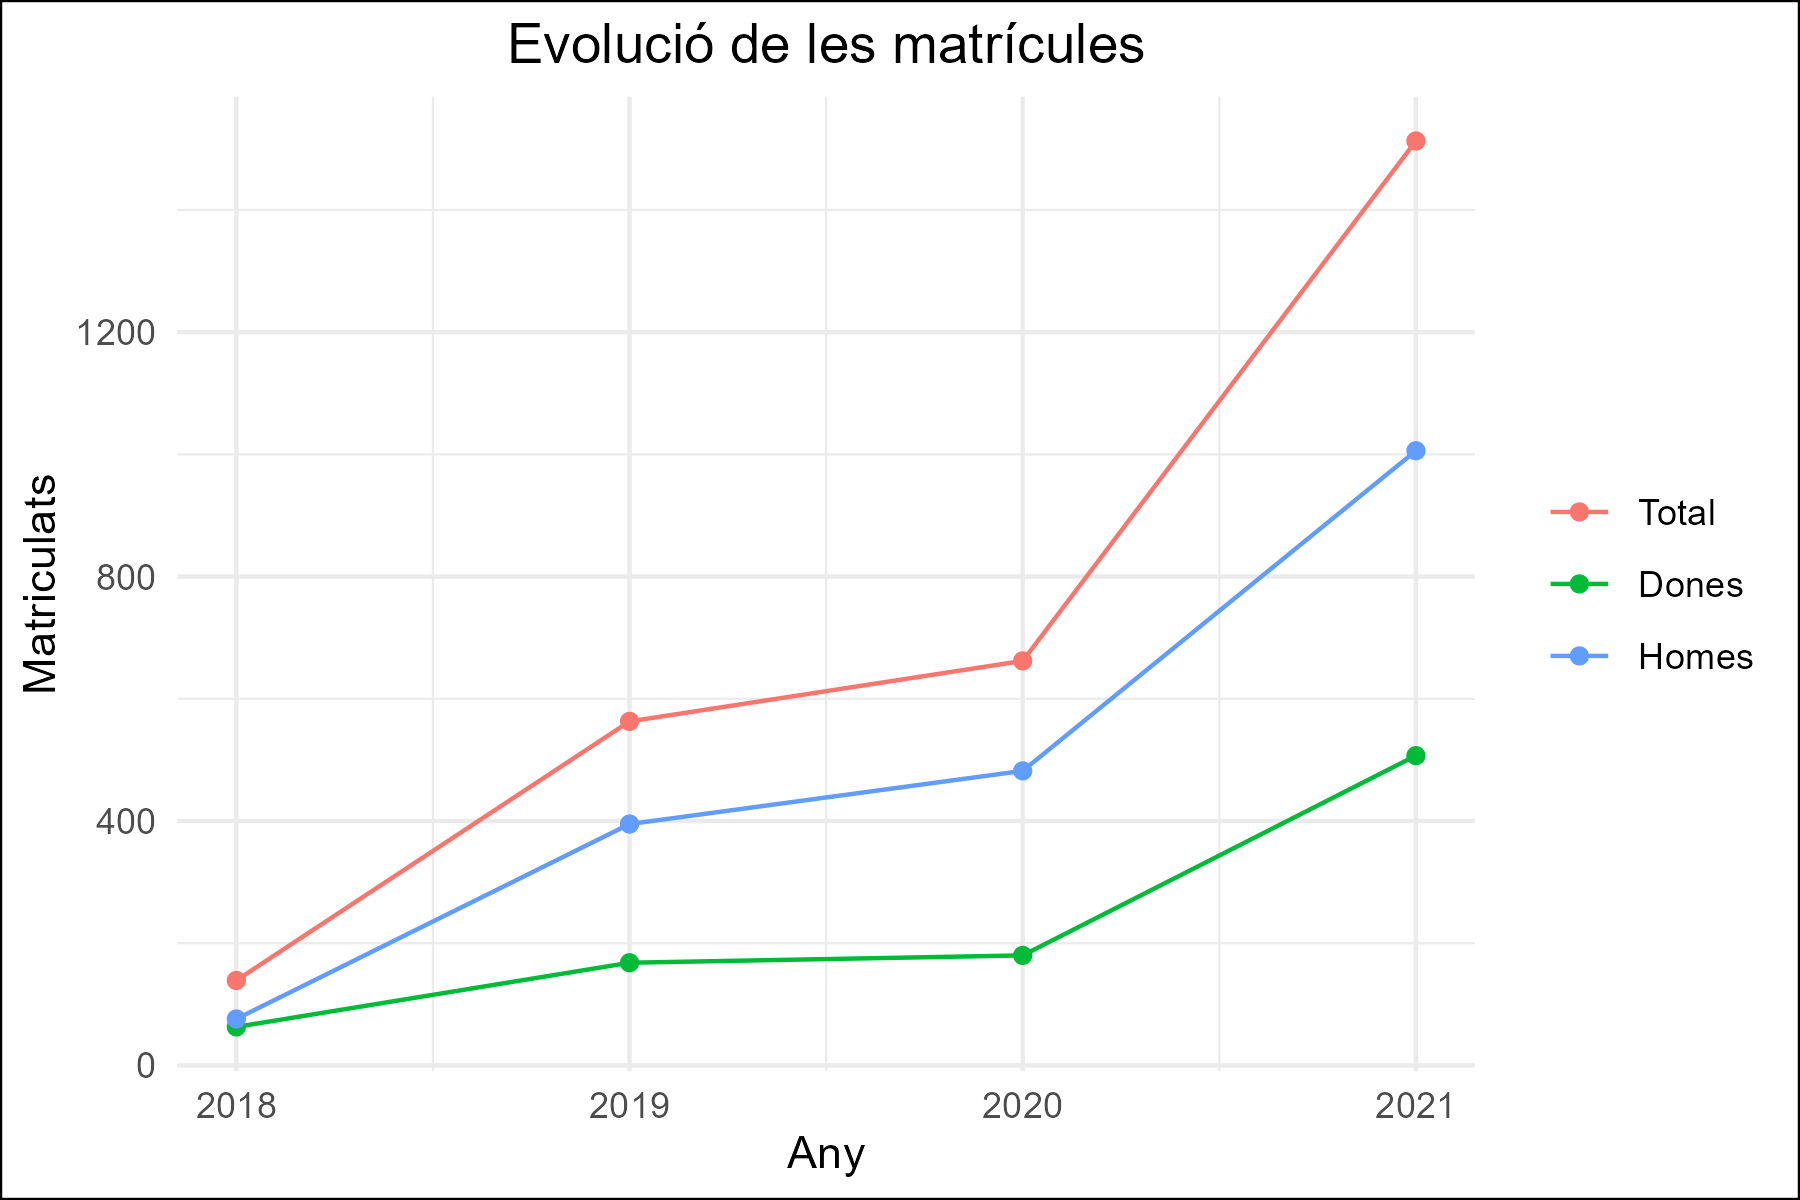 Evolució de les matrícules
Matriculats
1200
800
400
0
2018 2019 2020 2021
Any
Total
Dones
Homes